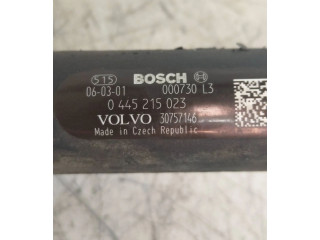 515 BOSCH
06-03-01 000730 L3
0 445 215 023
VOLVO 30757146
Made in Czech Republic